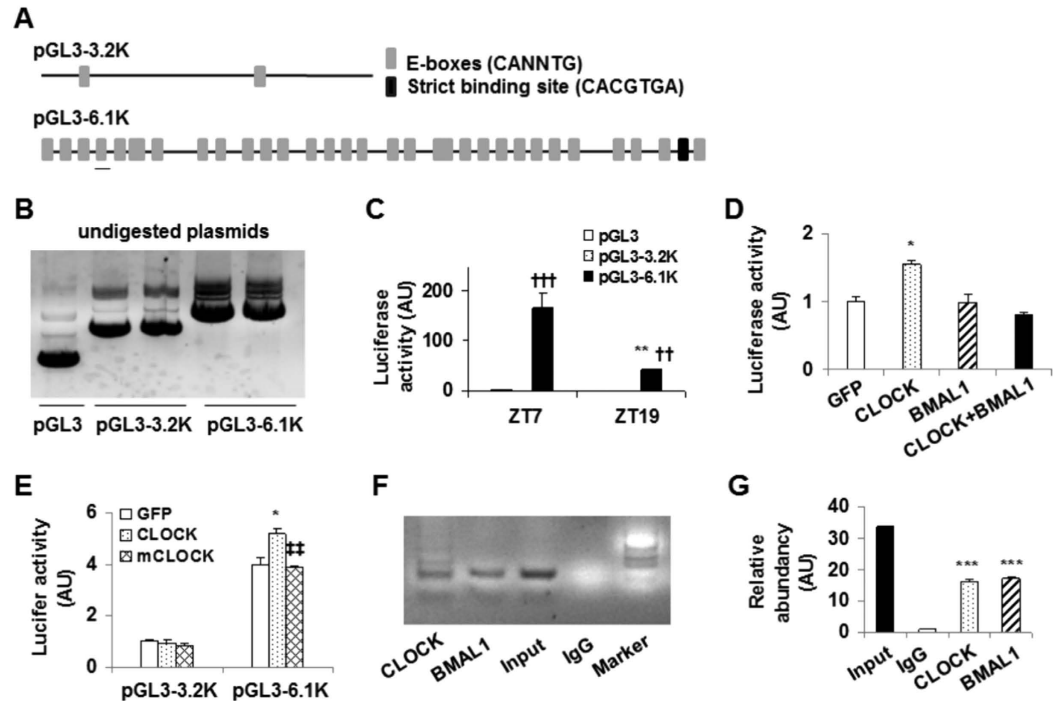 A
pGL3-3.2K
E-boxes (CANNTG)
Strict binding site (CACGTGA)
pGL3-6.1K
B
undigested plasmids
pGL3 pGL3-3.2K pGL3-6.1K
C
pGL3
pGL3-3.2K
pGL3-6.1K
Luciferase
activity (AU)
200
100
0
†††
** ††
ZT7 ZT19
D
Luciferase activity
(AU)
2
1
0
*
GFP
CLOCK
BMAL1
CLOCK+BMAL1
E
GFP
CLOCK
mCLOCK
Lucifer activity
(AU)
6
4
2
0
*
‡‡
pGL3-3.2K pGL3-6.1K
F
CLOCK
BMAL1
Input
IgG
Marker
G
Relative
abundancy
(AU)
40
30
20
10
0
*** ***
Input
IgG
CLOCK
BMAL1